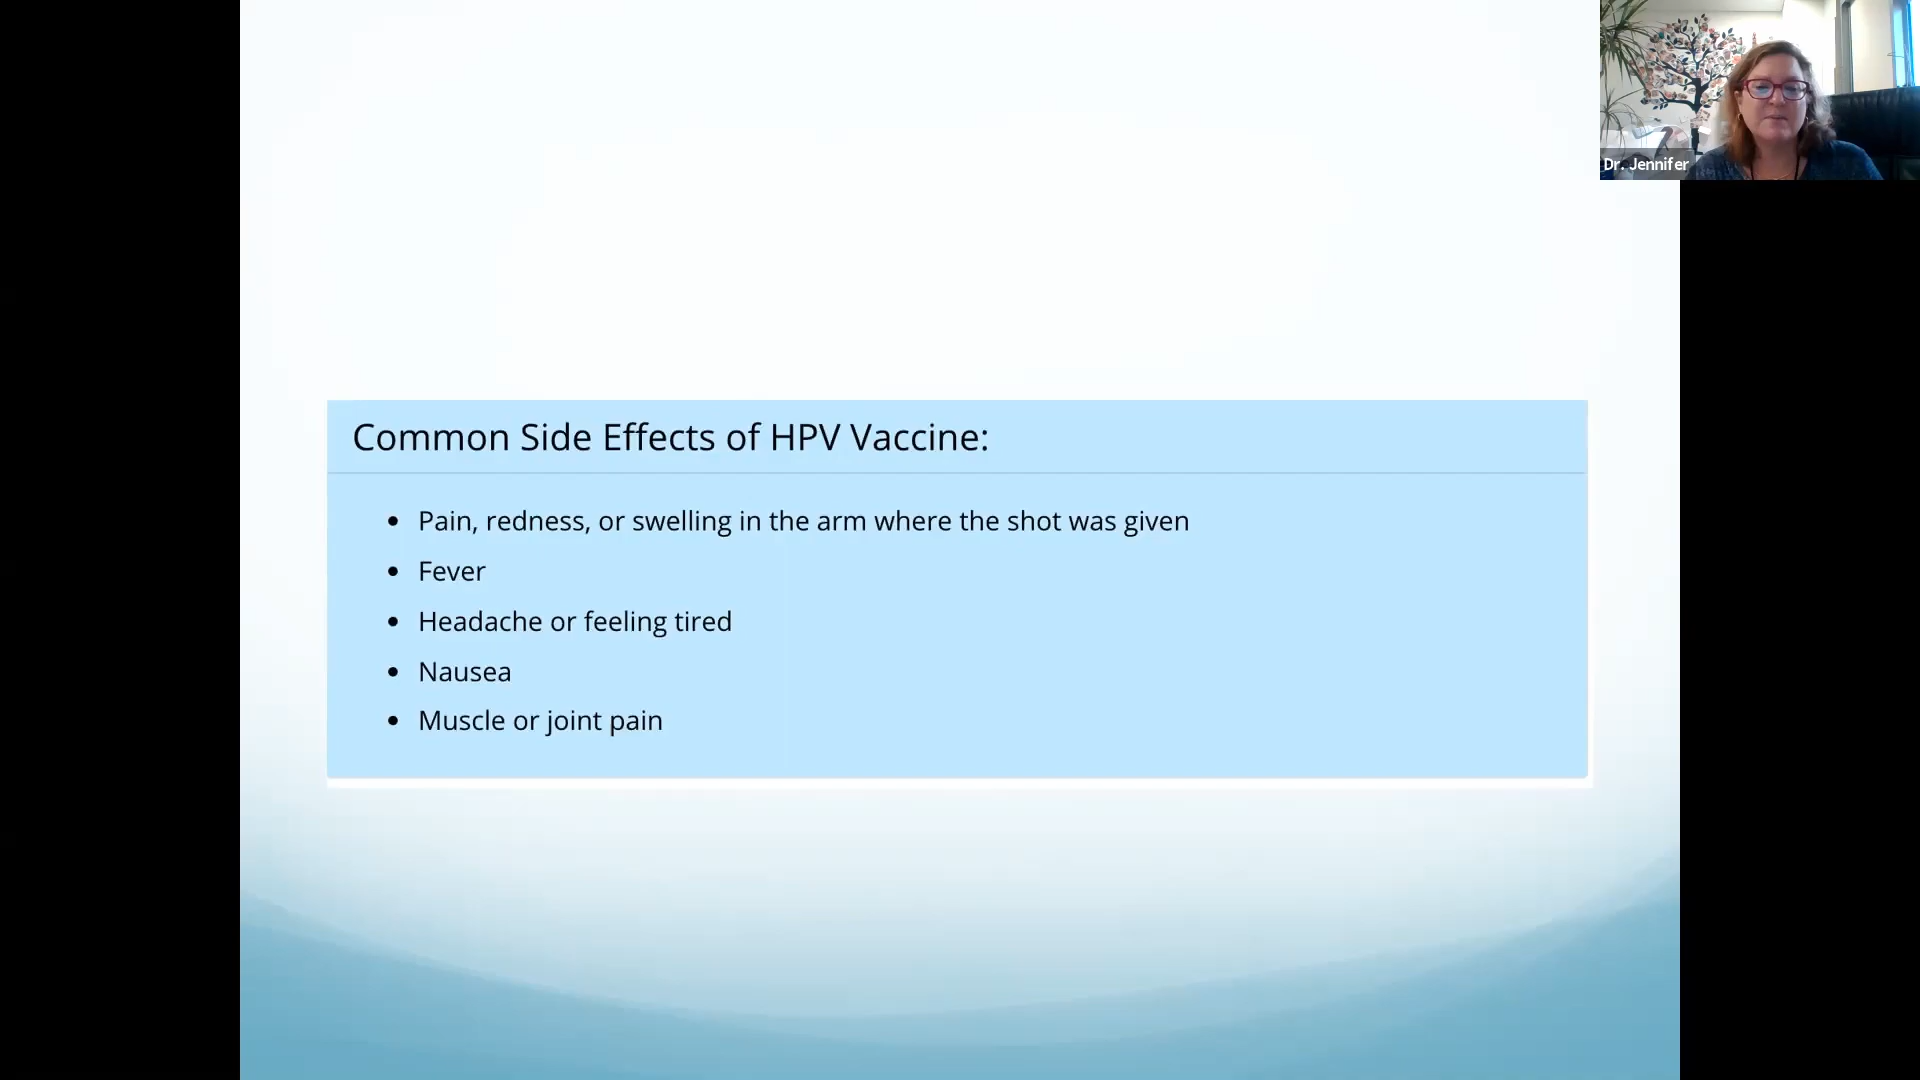 Dr. Jennifer
Common Side Effects of HPV Vaccine:
• Pain, redness, or swelling in the arm where the shot was given
• Fever
• Headache or feeling tired
• Nausea
• Muscle or joint pain